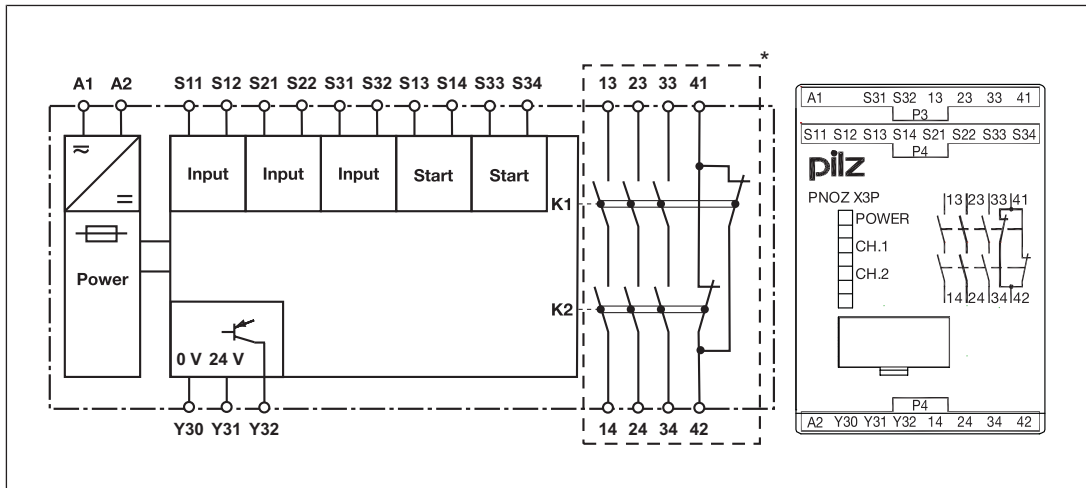 *
A1 A2 S11 S12 S21 S22 S31 S32 S13 S14 S33 S34 13 23 33 41
Input Input Input Start Start
K1
Power
K2
0 V 24 V
Y30 Y31 Y32 14 24 34 42
A1 S31 S32 13 23 33 41
P3
S11 S12 S13 S14 S21 S22 S33 S34
P4
pilz
PNOZ X3P
POWER
CH.1
CH.2
13 23 33 41
14 24 34 42
P4
A2 Y30 Y31 Y32 14 24 34 42